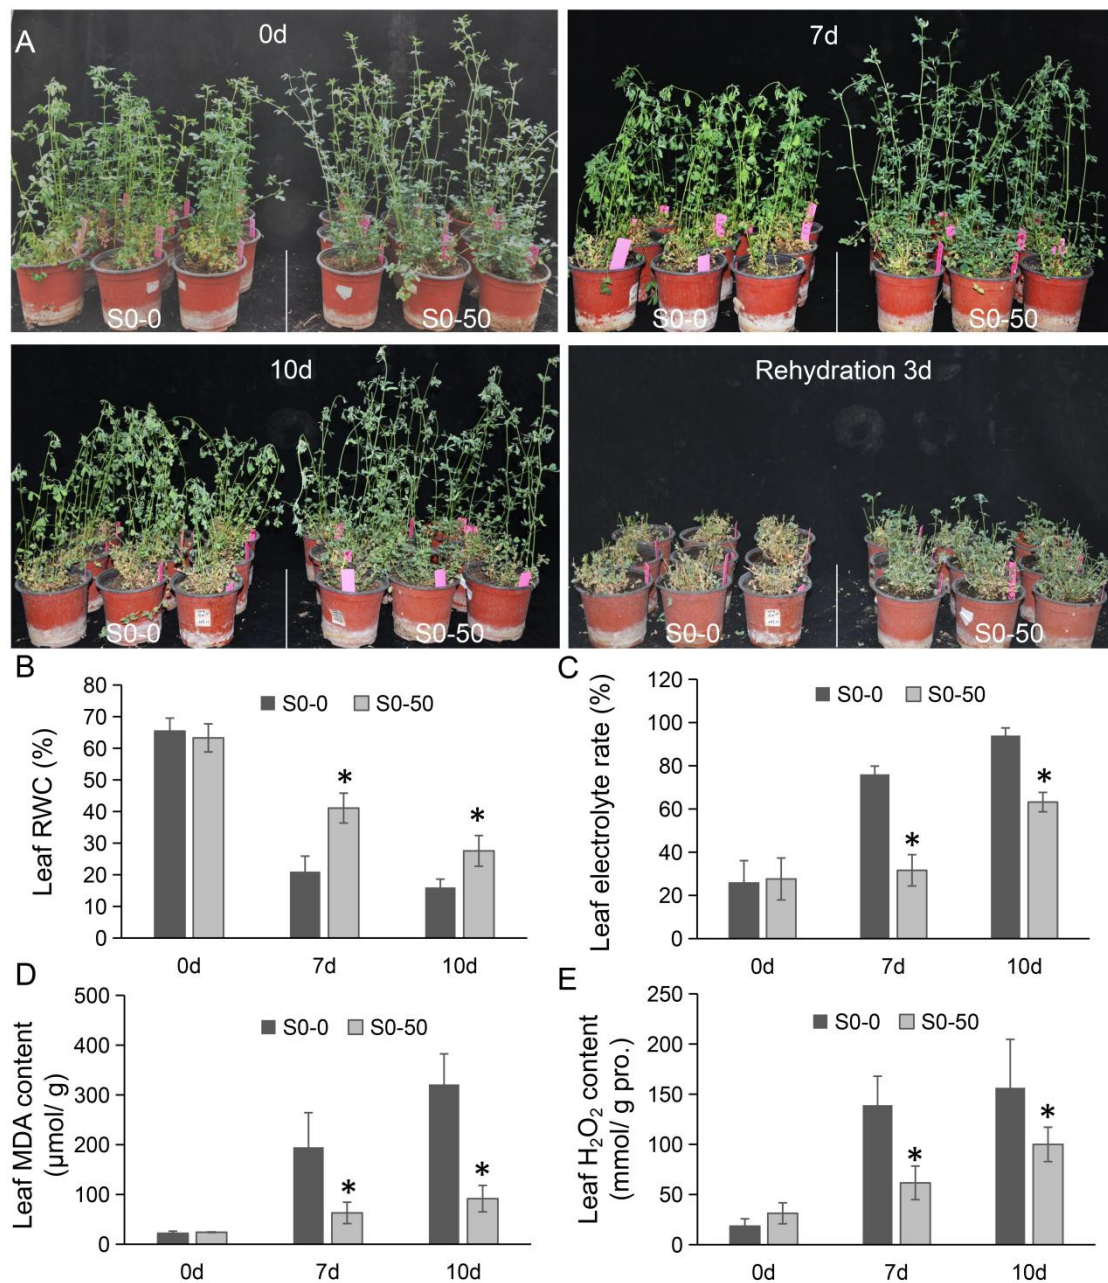 A
0d
S0-0
S0-50
7d
S0-0
S0-50
10d
S0-0
S0-50
Rehydration 3d
S0-0
S0-50
B
Leaf RWC (%)
80
70
60
50
40
30
20
10
0
S0-0
S0-50
*
*
0d
7d
10d
C
Leaf electrolyte rate (%)
120
100
80
60
40
20
0
S0-0
S0-50
*
*
0d
7d
10d
D
Leaf MDA content
(μmol/ g)
500
400
300
200
100
0
S0-0
S0-50
*
*
0d
7d
10d
E
Leaf H₂O₂ content
(mmol/ g pro.)
250
200
150
100
50
0
S0-0
S0-50
*
*
0d
7d
10d